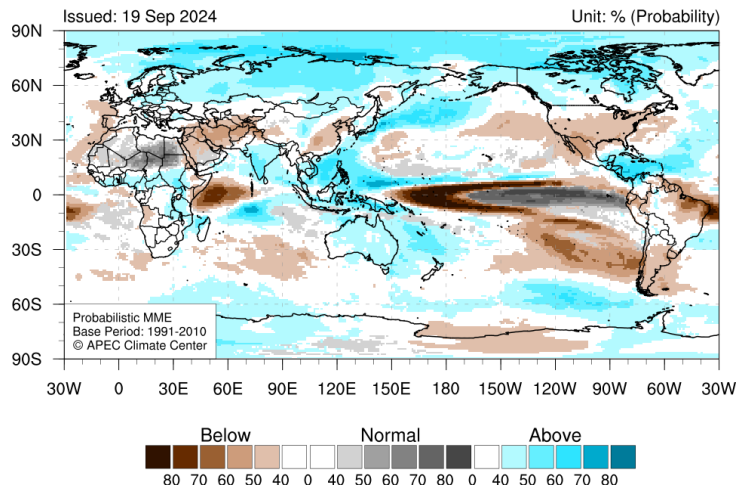 Issued: 19 Sep 2024 Unit: % (Probability)
90N
60N
30N
0
30S
60S
90S
Probabilistic MME
Base Period: 1991-2010
© APEC Climate Center
30W 0 30E 60E 90E 120E 150E 180 150W 120W 90W 60W 30W
Below Normal Above
80 70 60 50 40 0 40 50 60 70 80 0 40 50 60 70 80